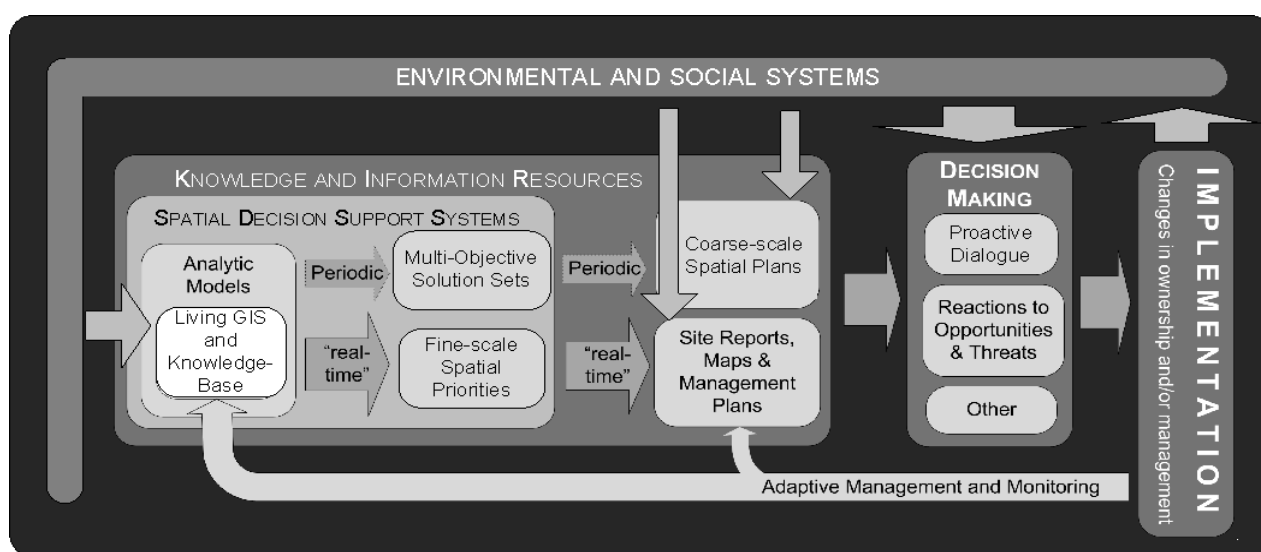 ENVIRONMENTAL AND SOCIAL SYSTEMS
KNOWLEDGE AND INFORMATION RESOURCES
SPATIAL DECISION SUPPORT SYSTEMS
Analytic
Models
Living GIS
and
Knowledge-
Base
Periodic
"real-
time"
Multi-Objective
Solution Sets
Fine-scale
Spatial
Priorities
Periodic
"real-
time"
Coarse-scale
Spatial Plans
Site Reports,
Maps &
Management
Plans
DECISION
MAKING
Proactive
Dialogue
Reactions to
Opportunities
& Threats
Other
IMPLEMENTATION
Changes in ownership and/or management
Adaptive Management and Monitoring